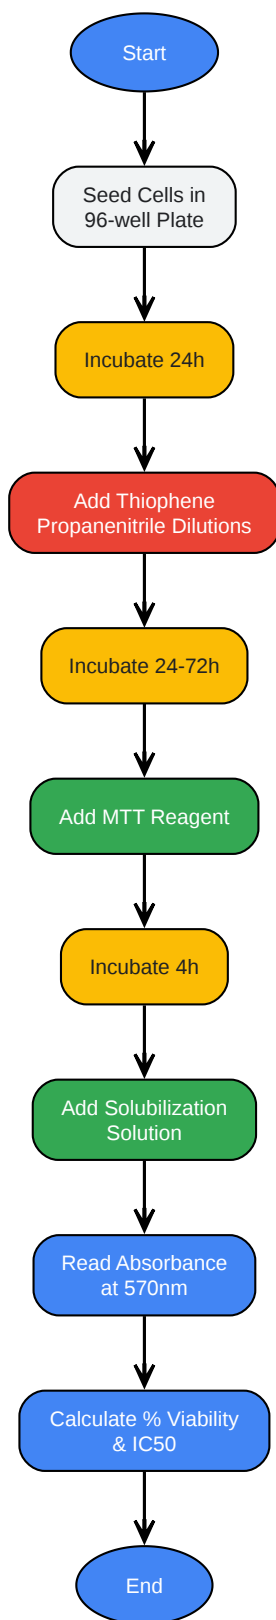 Start
Seed Cells in
96-well Plate
Incubate 24h
Add Thiophene
Propanenitrile Dilutions
Incubate 24-72h
Add MTT Reagent
Incubate 4h
Add Solubilization
Solution
Read Absorbance
at 570nm
Calculate % Viability
& IC50
End